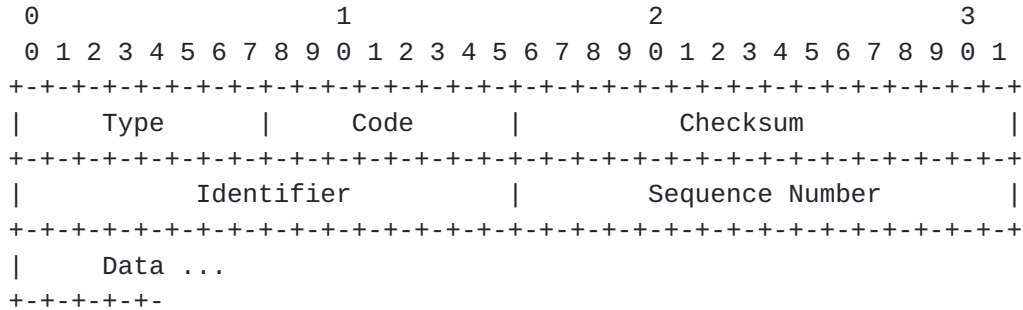 0                   1                   2                   3
0 1 2 3 4 5 6 7 8 9 0 1 2 3 4 5 6 7 8 9 0 1 2 3 4 5 6 7 8 9 0 1
+-+-+-+-+-+-+-+-+-+-+-+-+-+-+-+-+-+-+-+-+-+-+-+-+-+-+-+-+-+-+-+-+
|     Type      |     Code      |          Checksum             |
+-+-+-+-+-+-+-+-+-+-+-+-+-+-+-+-+-+-+-+-+-+-+-+-+-+-+-+-+-+-+-+-+
|           Identifier          |        Sequence Number        |
+-+-+-+-+-+-+-+-+-+-+-+-+-+-+-+-+-+-+-+-+-+-+-+-+-+-+-+-+-+-+-+-+
|     Data ...
+-+-+-+-+-